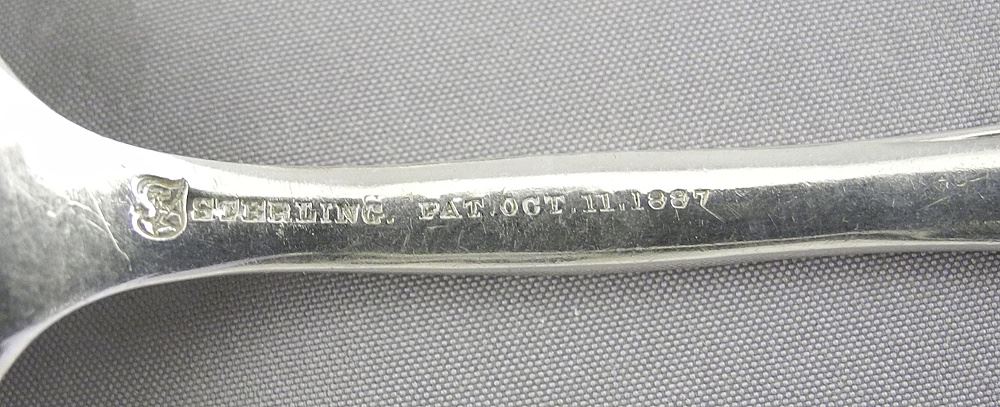 STERLING. PAT. OCT. 11. 1887